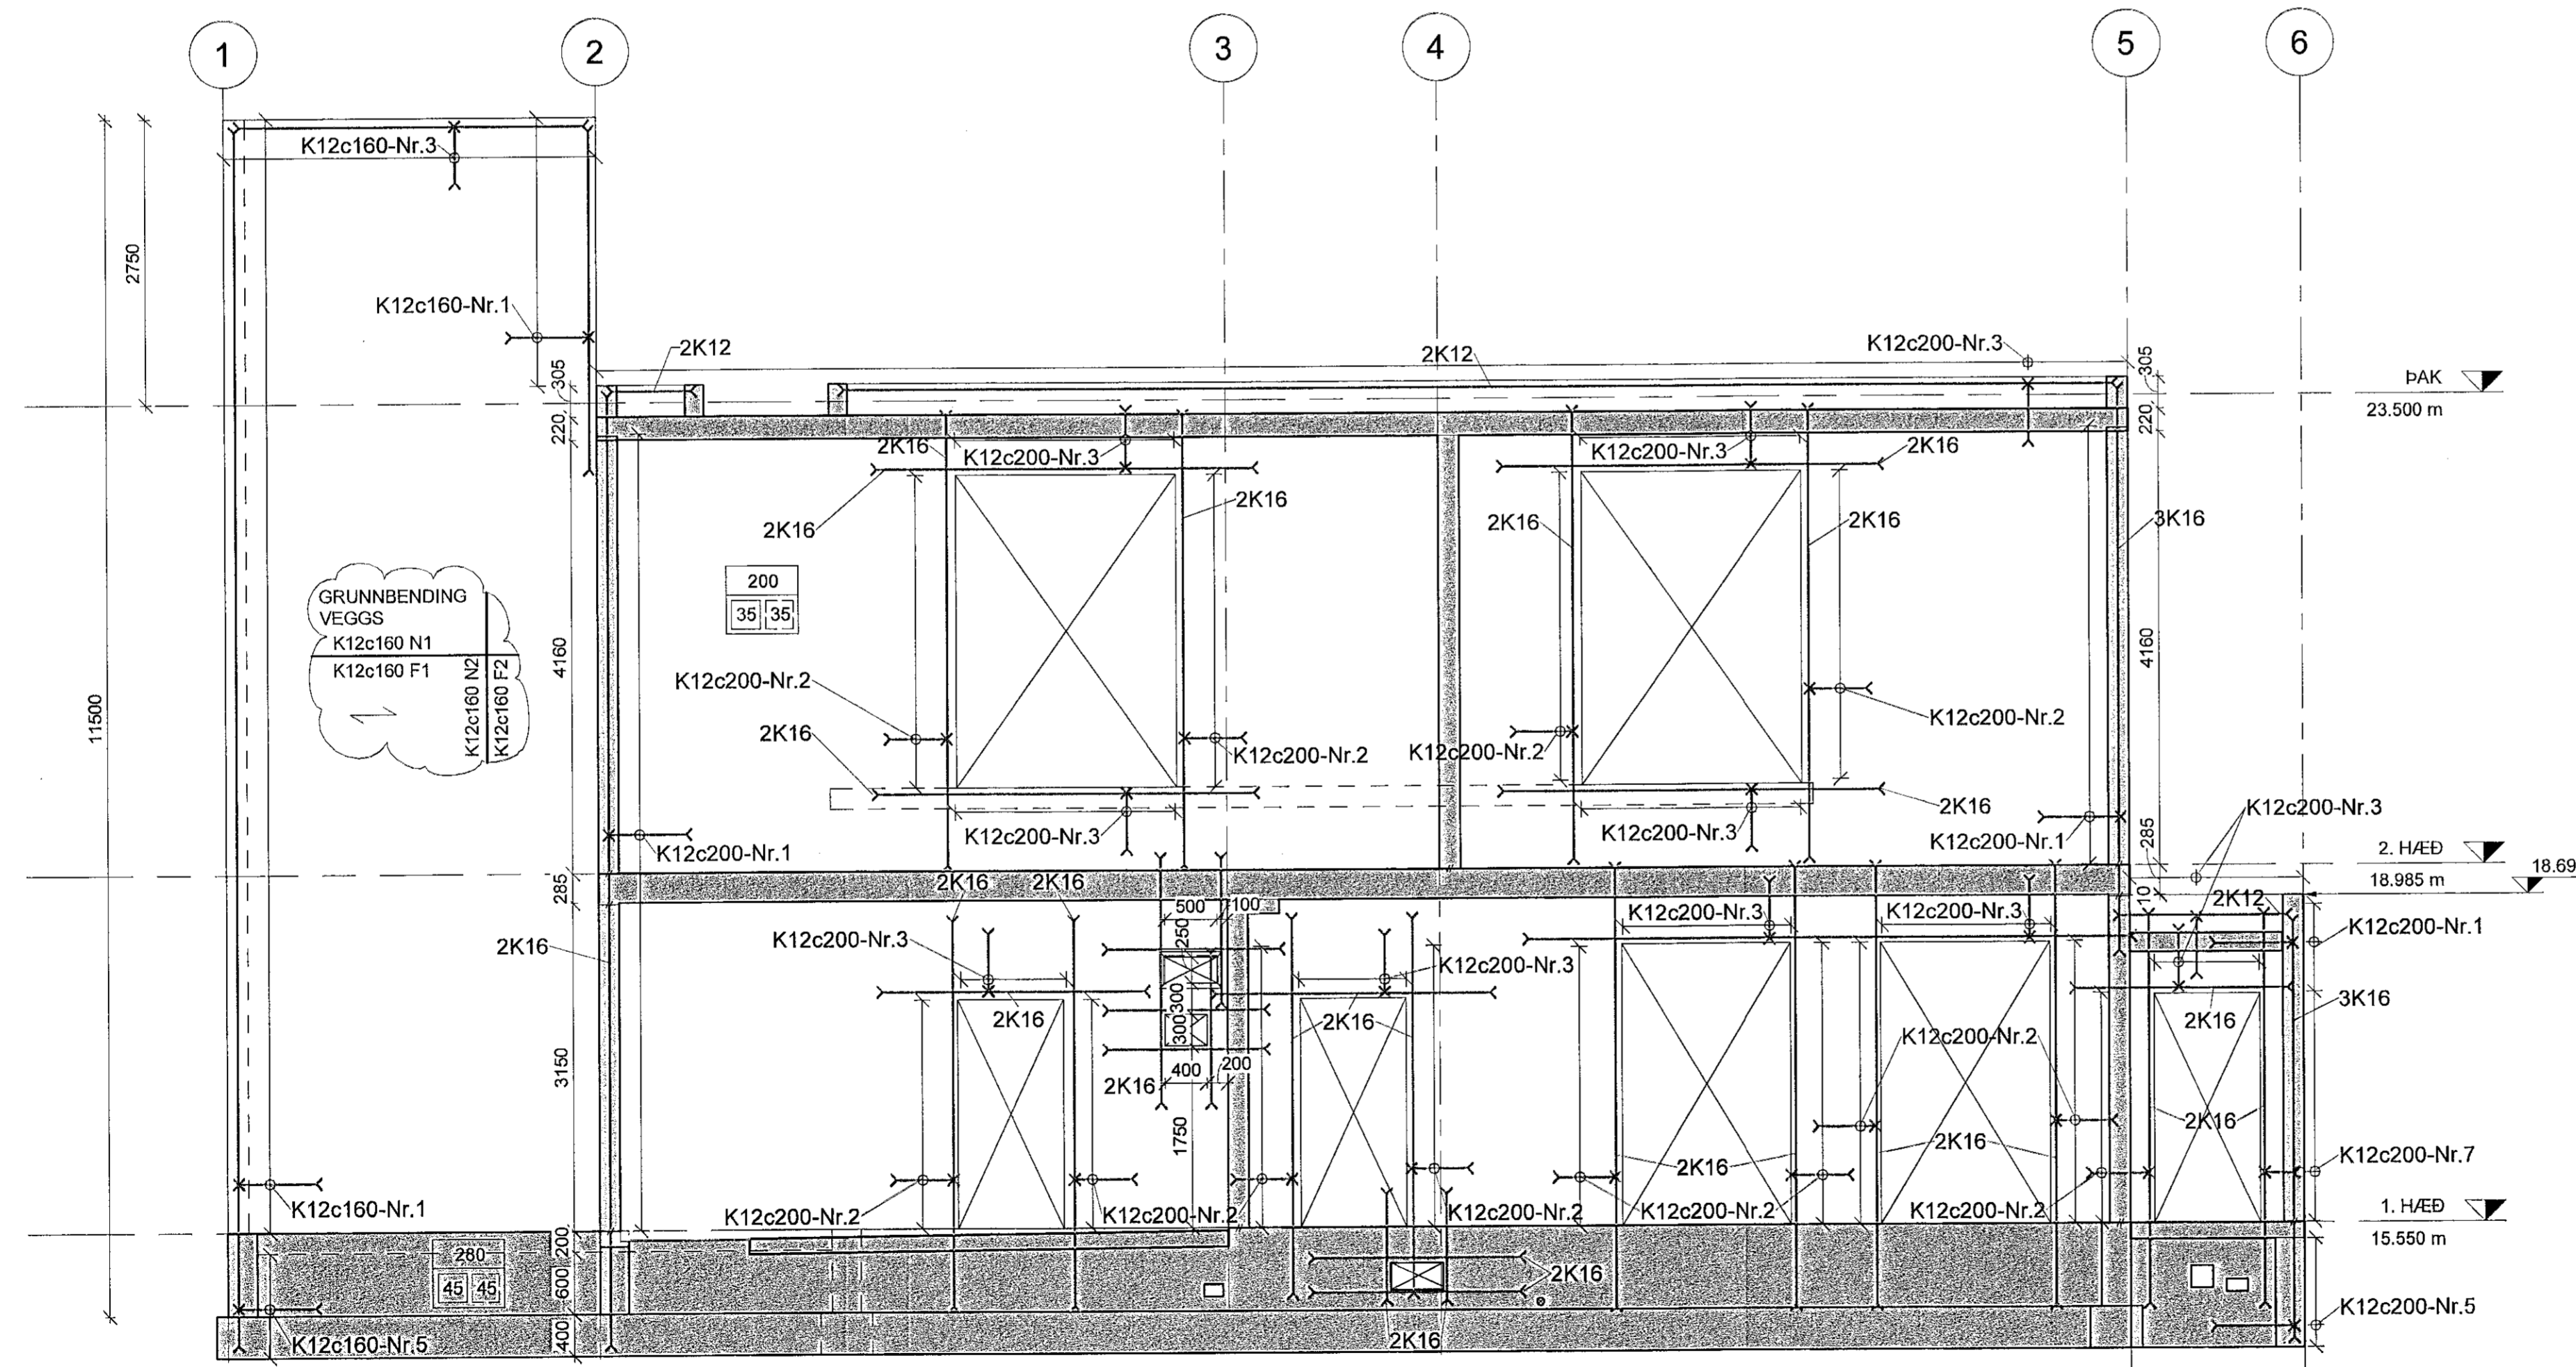 1
2
3
4
5
6
K12c160-Nr.3
2750
K12c160-Nr.1
2K12
2K12
K12c200-Nr.3
305
305
ÞAK
23.500 m
220
220
2K16
K12c200-Nr.3
K12c200-Nr.3
2K16
2K16
2K16
2K16
2K16
3K16
200
35 35
GRUNNBENDING
VEGGS
K12c160 N1
K12c160 F1
K12c160 N2
K12c160 F2
11500
4160
4160
K12c200-Nr.2
2K16
K12c200-Nr.2
K12c200-Nr.2
K12c200-Nr.2
2K16
K12c200-Nr.3
K12c200-Nr.3
K12c200-Nr.3
K12c200-Nr.1
K12c200-Nr.1
285
2. HÆÐ
18.985 m
18.69
285
2K16
2K16
500
100
250
10
2K12
K12c200-Nr.3
K12c200-Nr.3
K12c200-Nr.1
2K16
K12c200-Nr.3
K12c200-Nr.3
300
300
3K16
2K16
2K16
2K16
K12c200-Nr.2
3150
400
200
2K16
1750
2K16
2K16
2K16
K12c200-Nr.7
K12c160-Nr.1
K12c200-Nr.2
K12c200-Nr.2
K12c200-Nr.2
K12c200-Nr.2
K12c200-Nr.2
1. HÆÐ
15.550 m
280
45 45
200
600
400
2K16
2K16
K12c160-Nr.5
K12c200-Nr.5